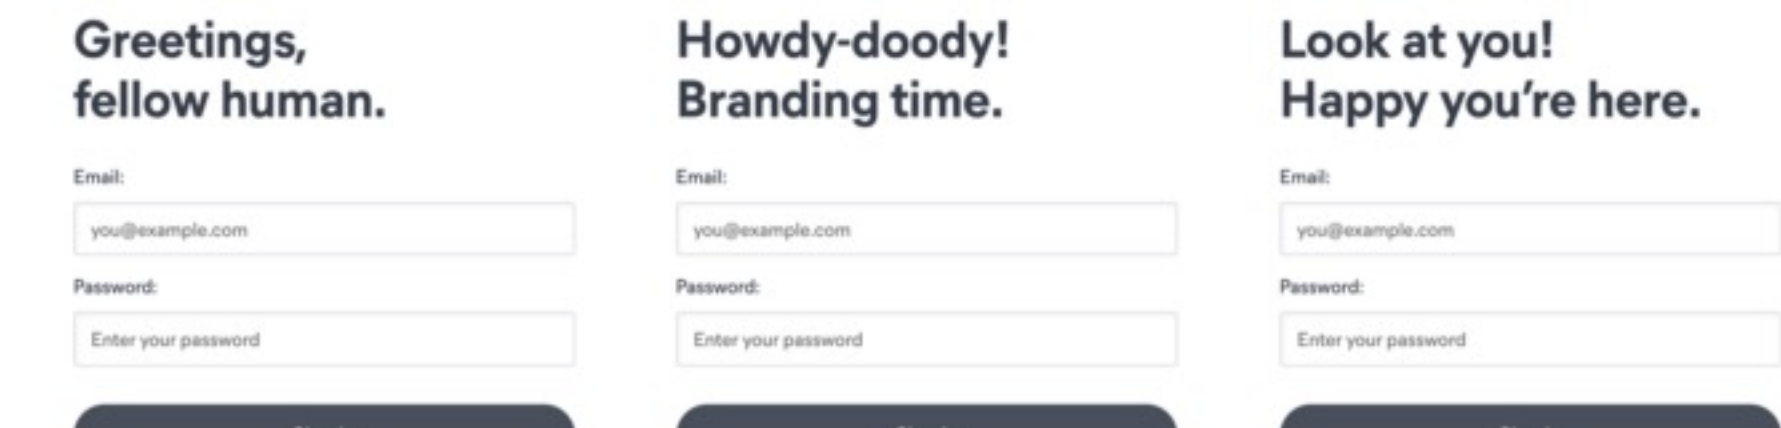 Greetings,
fellow human.
Email:
you@example.com
Password:
Enter your password
Howdy-doody!
Branding time.
Email:
you@example.com
Password:
Enter your password
Look at you!
Happy you’re here.
Email:
you@example.com
Password:
Enter your password